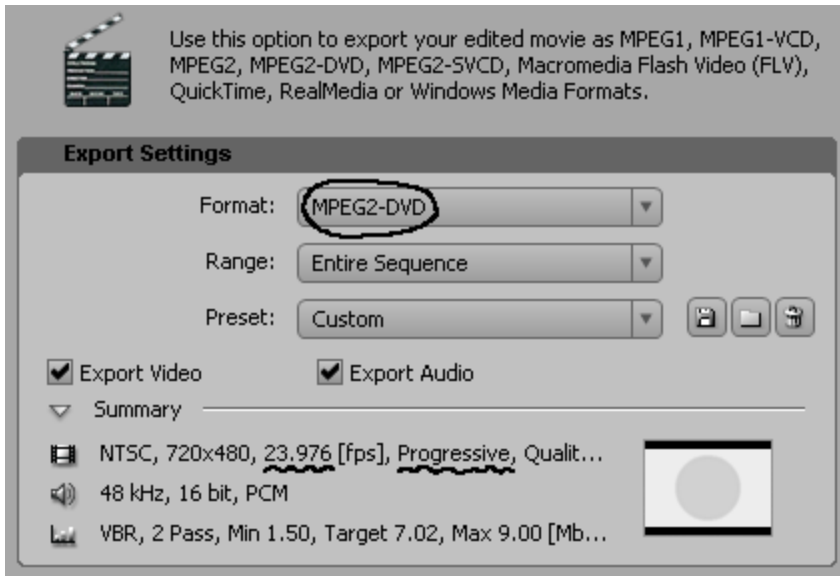 Use this option to export your edited movie as MPEG1, MPEG1-VCD,
MPEG2, MPEG2-DVD, MPEG2-SVCD, Macromedia Flash Video (FLV),
QuickTime, RealMedia or Windows Media Formats.
Export Settings
Format: MPEG2-DVD
Range: Entire Sequence
Preset: Custom
Export Video Export Audio
Summary
NTSC, 720x480, 23.976 [fps], Progressive, Qualit...
48 kHz, 16 bit, PCM
VBR, 2 Pass, Min 1.50, Target 7.02, Max 9.00 [Mb...